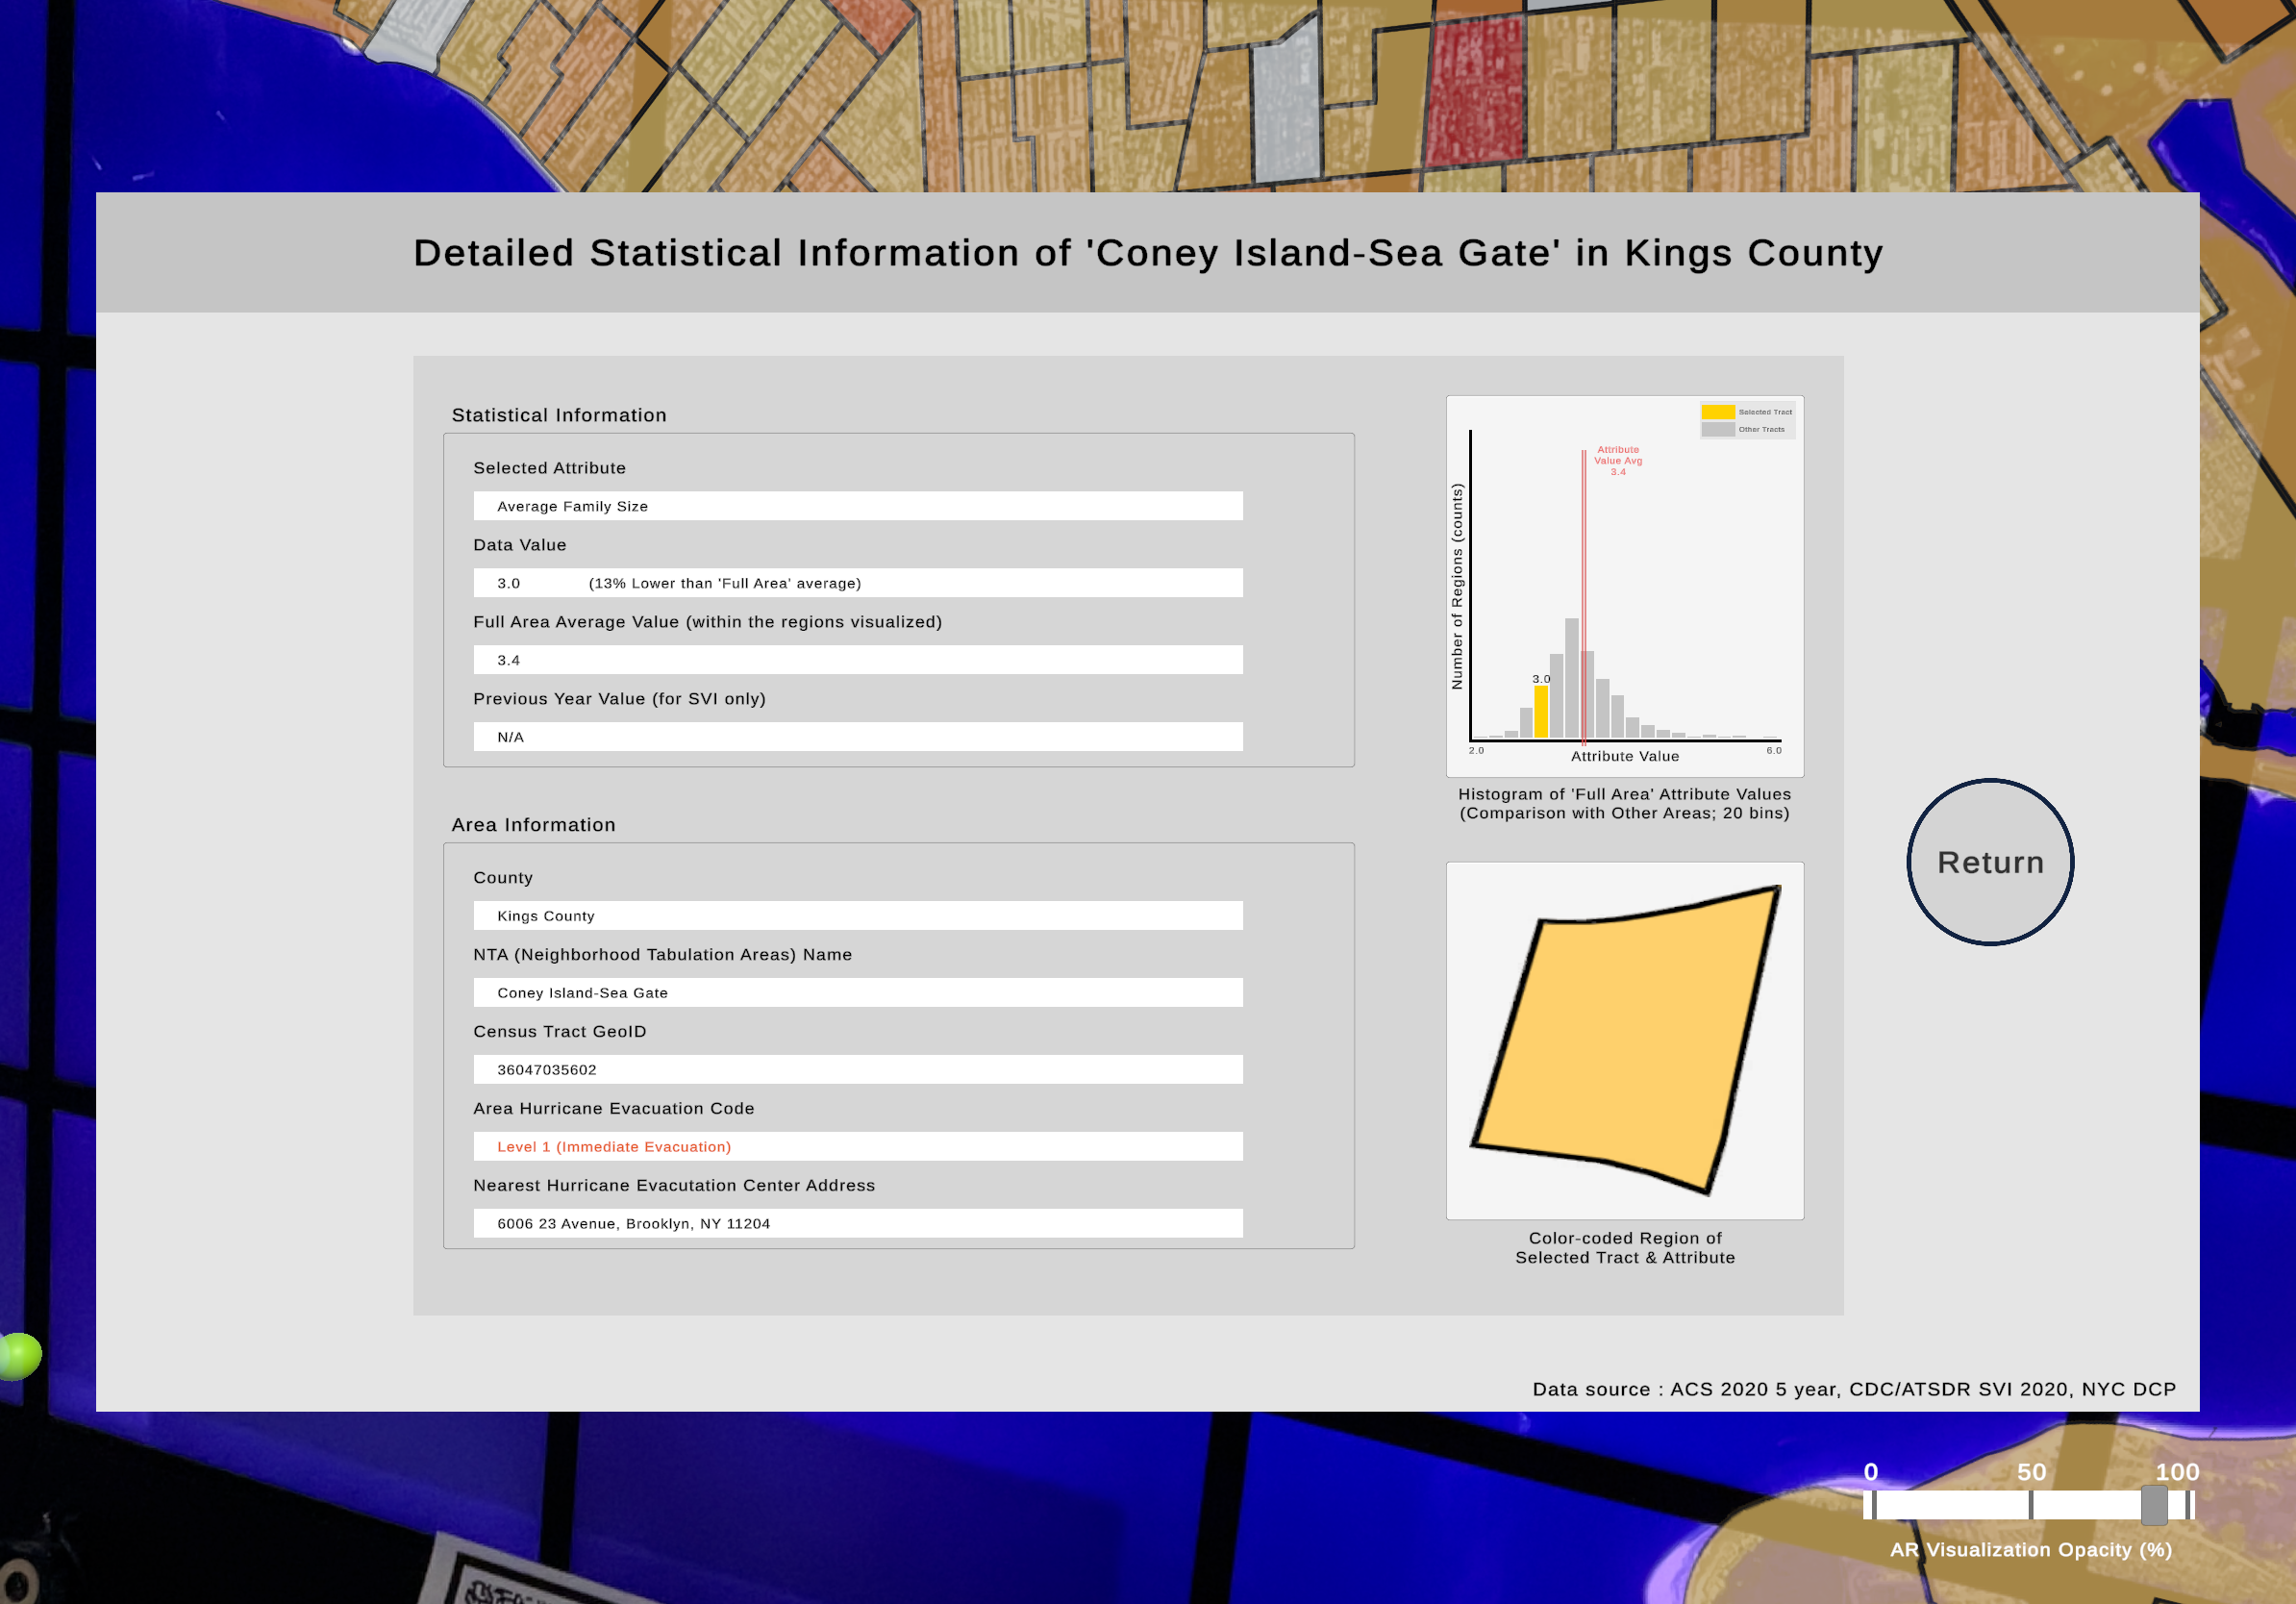 Detailed Statistical Information of 'Coney Island-Sea Gate' in Kings County
Statistical Information
Selected Attribute
Average Family Size
Data Value
3.0 (13% Lower than 'Full Area' average)
Full Area Average Value (within the regions visualized)
3.4
Previous Year Value (for SVI only)
N/A
Area Information
County
Kings County
NTA (Neighborhood Tabulation Areas) Name
Coney Island-Sea Gate
Census Tract GeoID
36047035602
Area Hurricane Evacuation Code
Level 1 (Immediate Evacuation)
Nearest Hurricane Evacutation Center Address
6006 23 Avenue, Brooklyn, NY 11204
Selected Tract
Other Tracts
Attribute
Value Avg
3.4
Number of Regions (counts)
3.0
2.0
6.0
Attribute Value
Histogram of 'Full Area' Attribute Values
(Comparison with Other Areas; 20 bins)
Color-coded Region of
Selected Tract & Attribute
Return
Data source : ACS 2020 5 year, CDC/ATSDR SVI 2020, NYC DCP
0 50 100
AR Visualization Opacity (%)